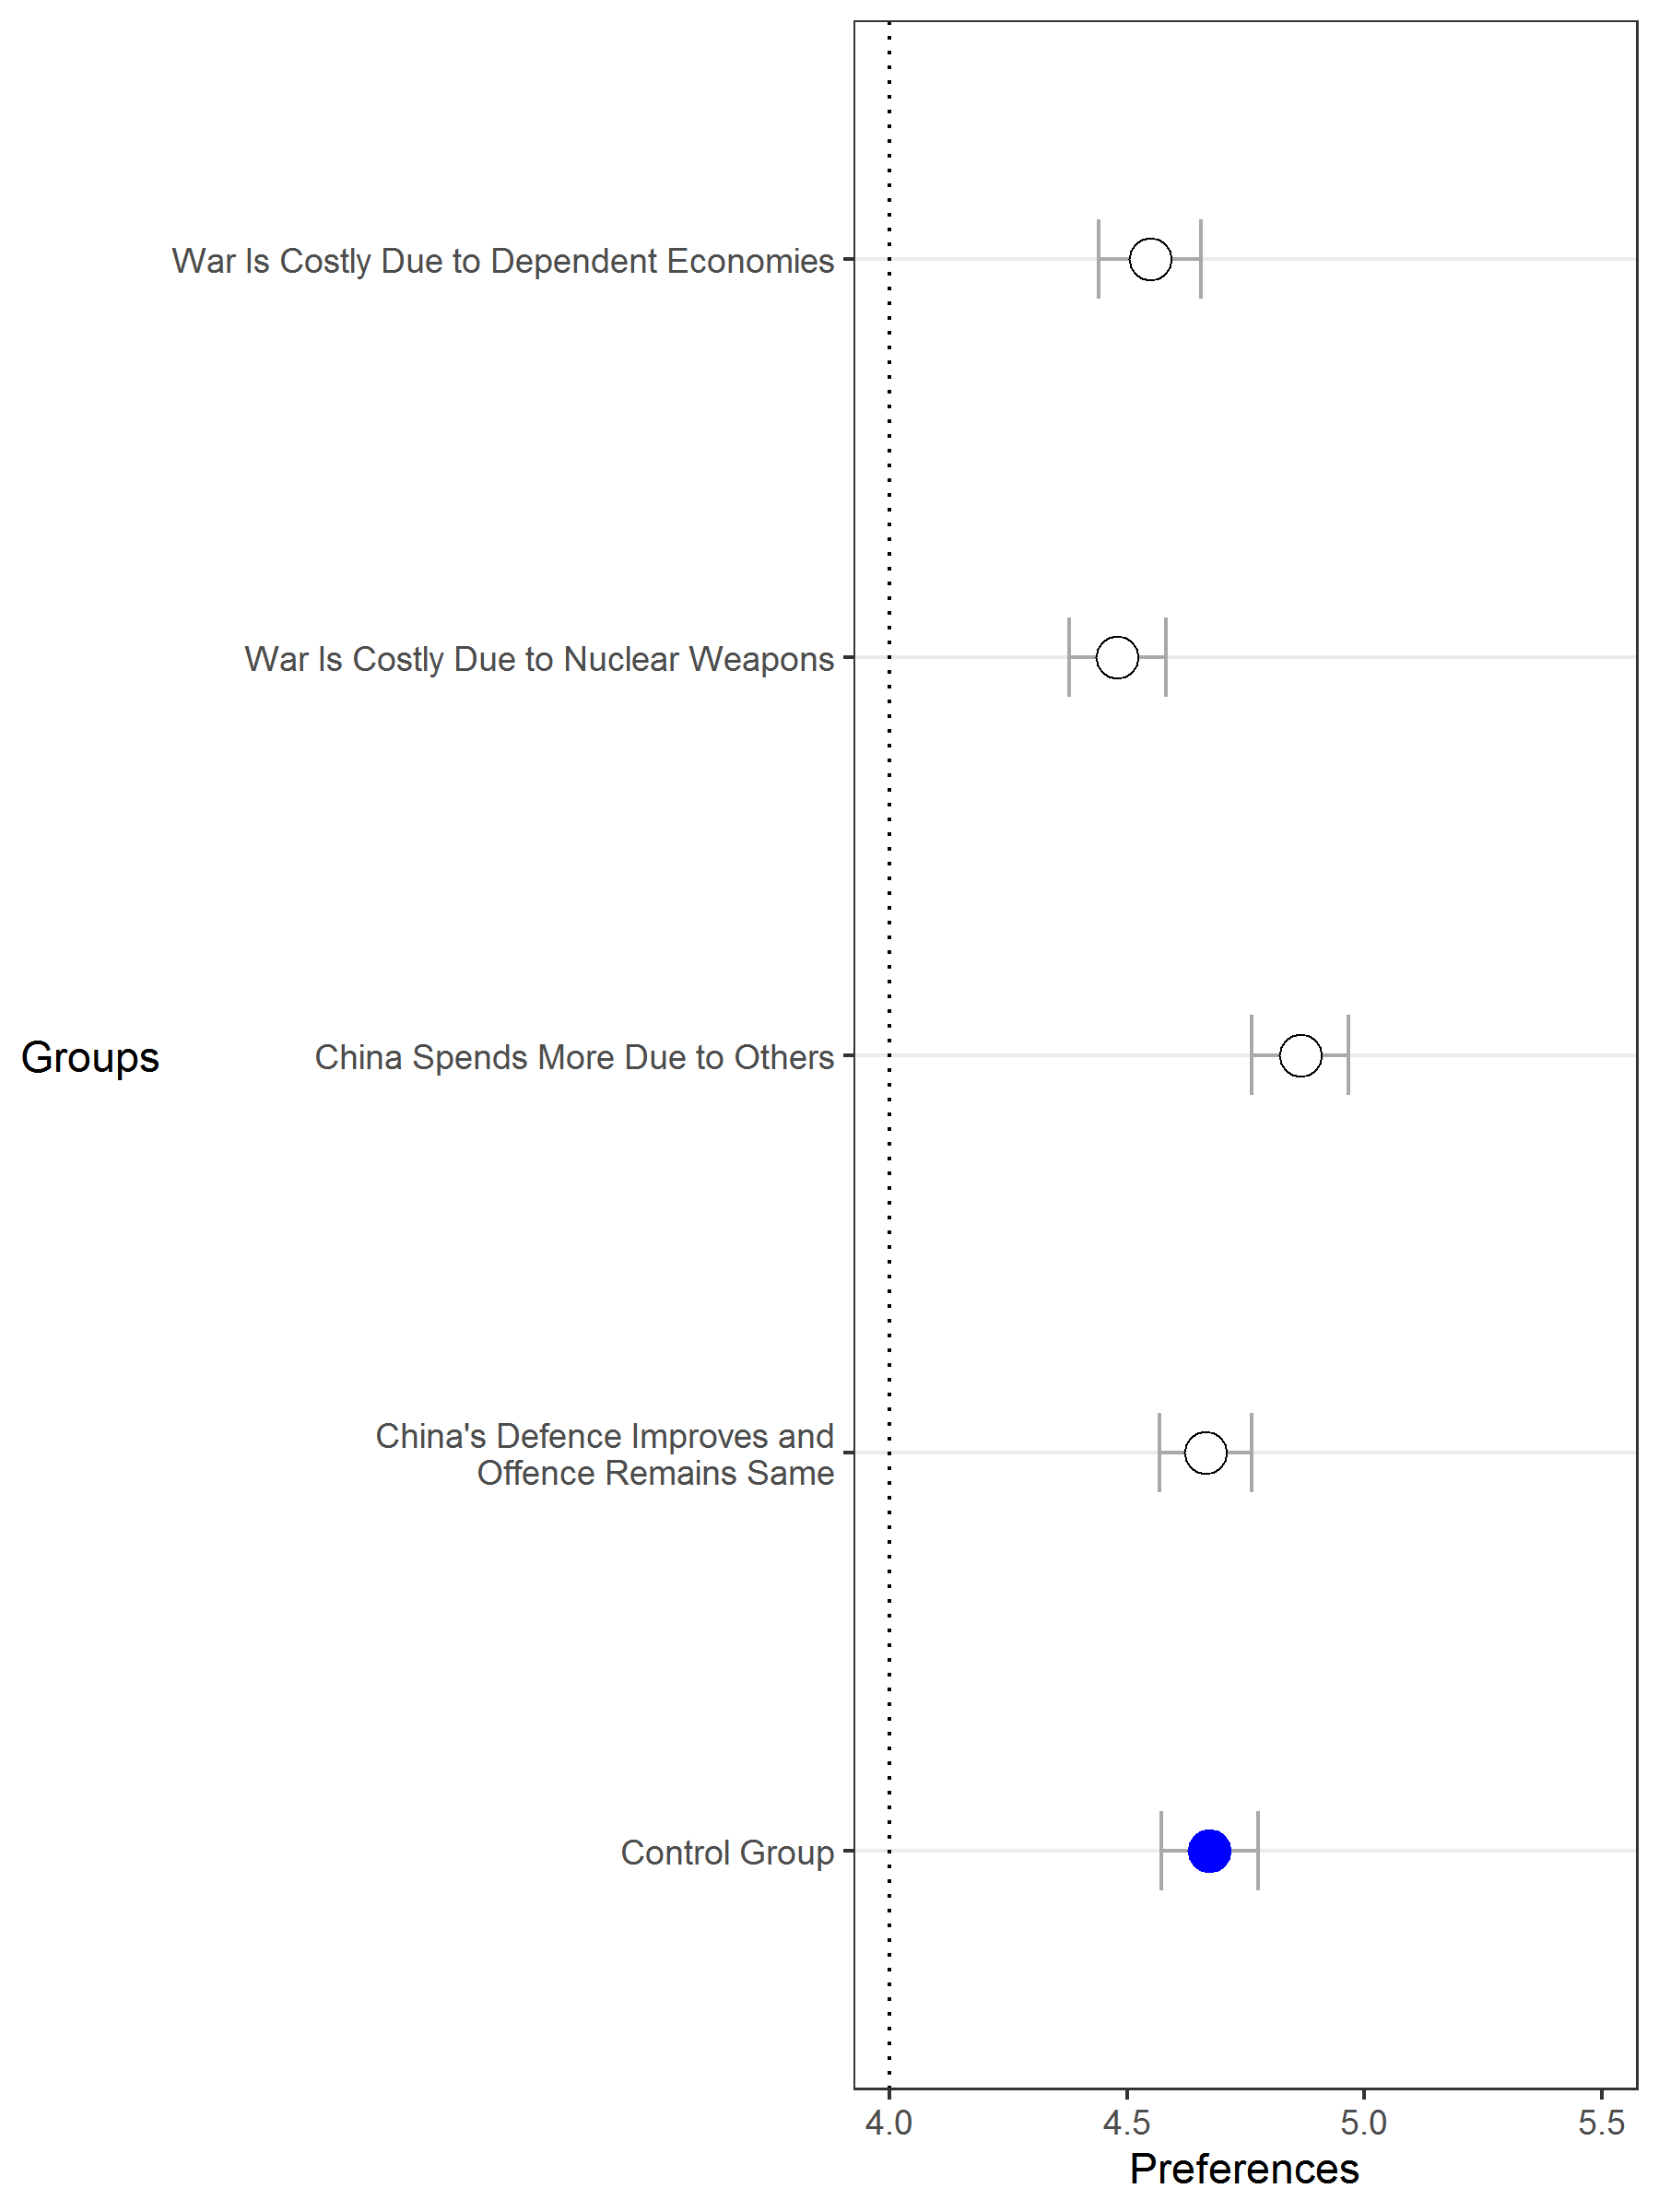 War Is Costly Due to Dependent Economies
War Is Costly Due to Nuclear Weapons
Groups
China Spends More Due to Others
China's Defence Improves and
Offence Remains Same
Control Group
4.0 4.5 5.0 5.5
Preferences